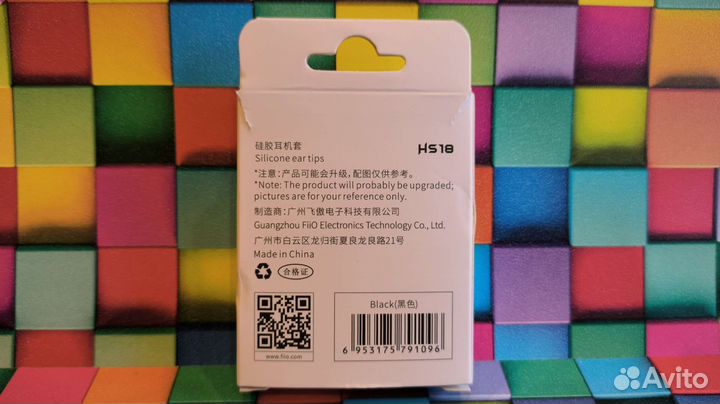 硅胶耳机套
HS18
Silicone ear tips
*注意：产品可能会升级，配图仅供参考。
*Note: The product will probably be upgraded;
pictures are for your reference only.
制造商：广州飞傲电子科技有限公司
Guangzhou FiiO Electronics Technology Co., Ltd.
广州市白云区龙归街夏良龙良路21号
Made in China
合格证
www.fiio.com
Black(黑色)
6 953175 791096
Avito